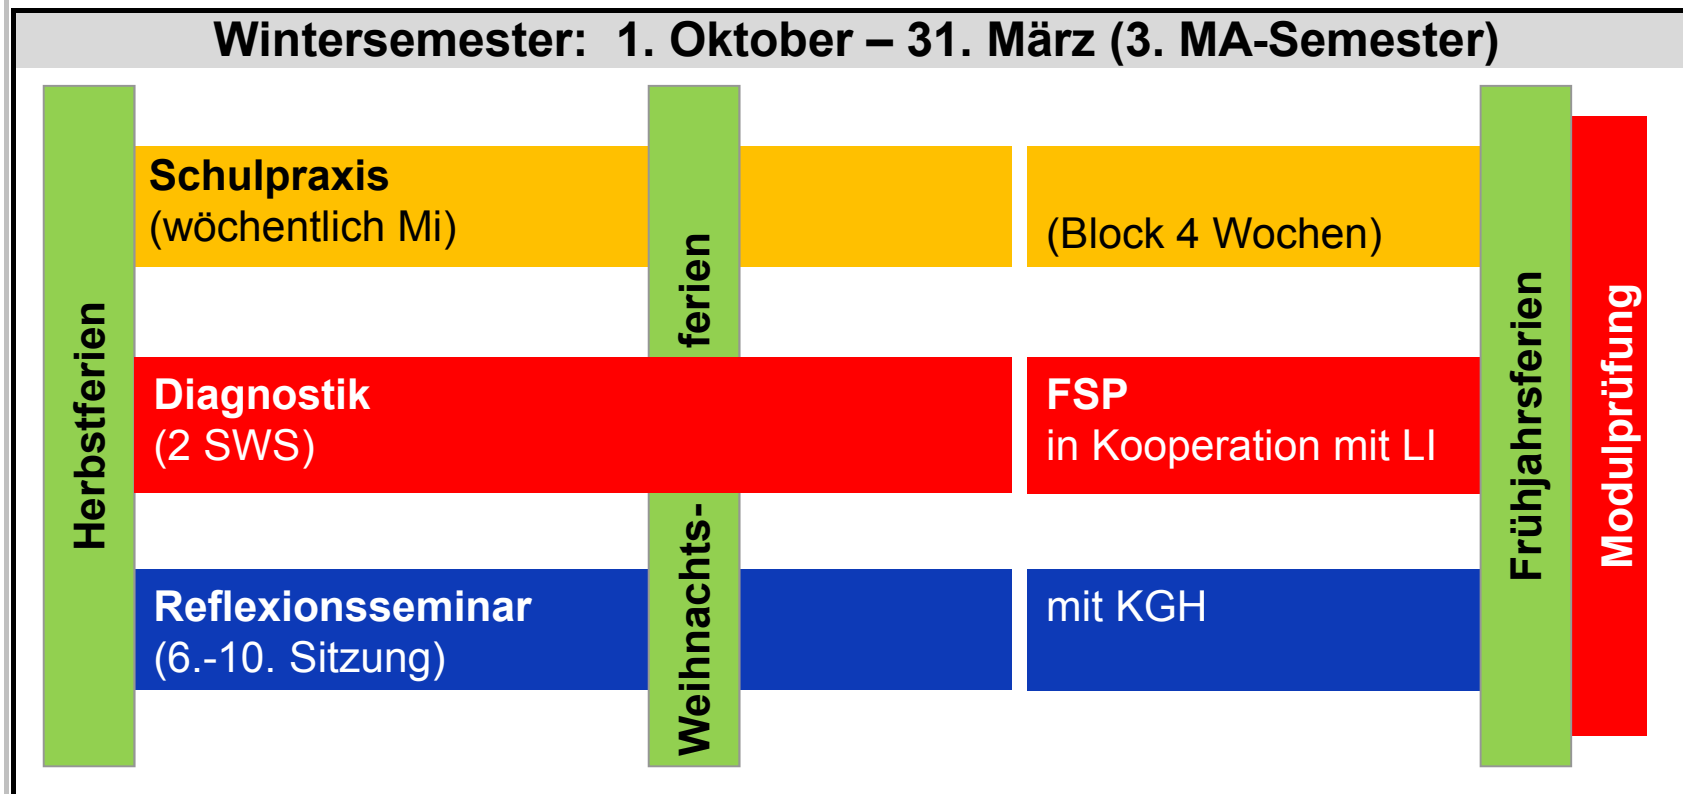 Wintersemester: 1. Oktober – 31. März (3. MA-Semester)
Herbstferien
Schulpraxis
(wöchentlich Mi)
(Block 4 Wochen)
Diagnostik
(2 SWS)
FSP
in Kooperation mit LI
Reflexionsseminar
(6.-10. Sitzung)
mit KGH
Weihnachts- ferien
Frühjahrsferien
Modulprüfung